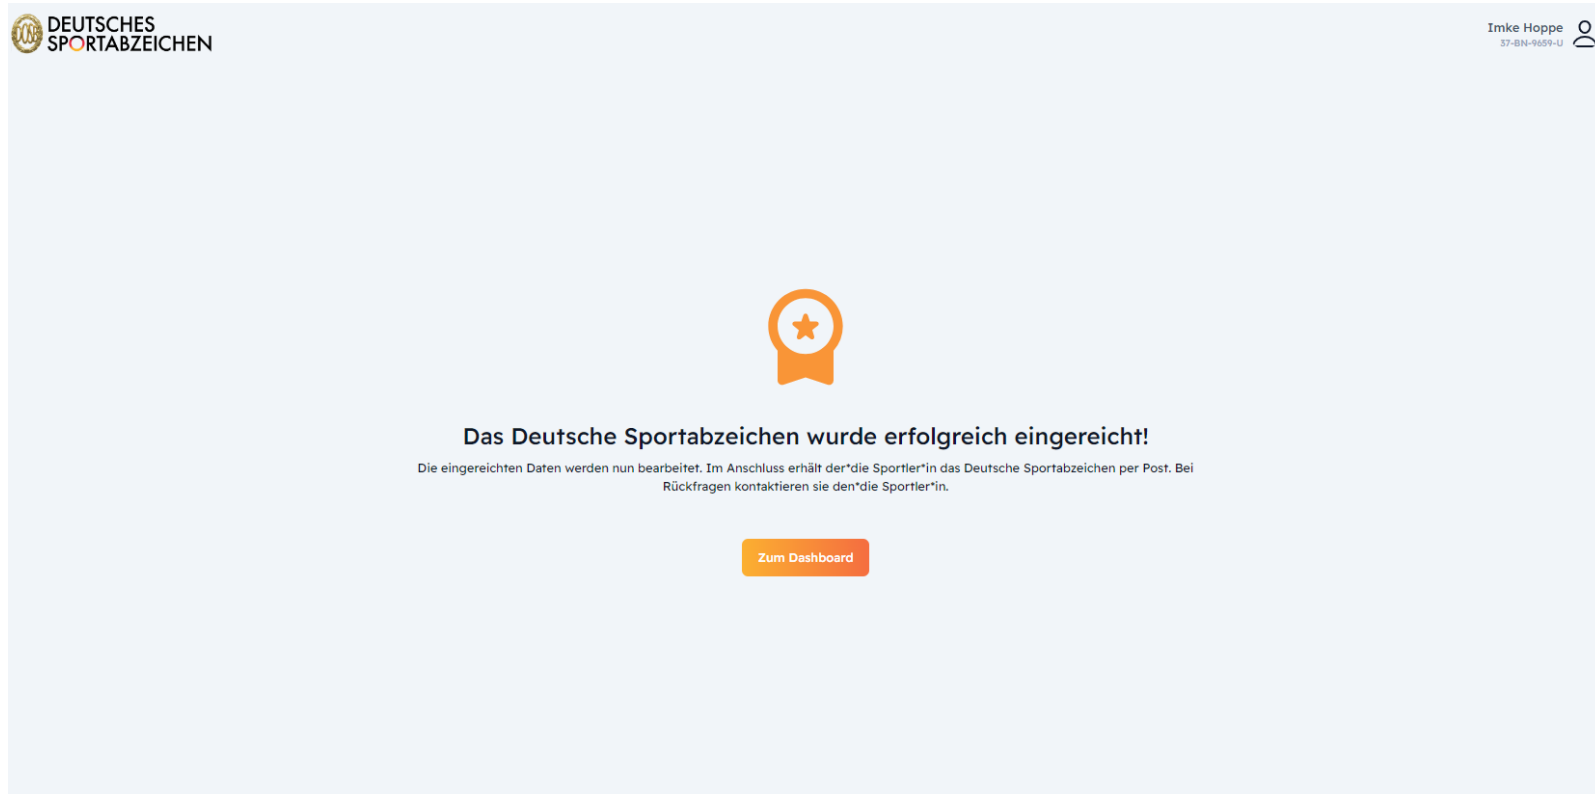 DEUTSCHES
SPORTABZEICHEN
Imke Hoppe
37-BN-9659-U
Das Deutsche Sportabzeichen wurde erfolgreich eingereicht!
Die eingereichten Daten werden nun bearbeitet. Im Anschluss erhält der*die Sportler*in das Deutsche Sportabzeichen per Post. Bei
Rückfragen kontaktieren sie den*die Sportler*in.
Zum Dashboard